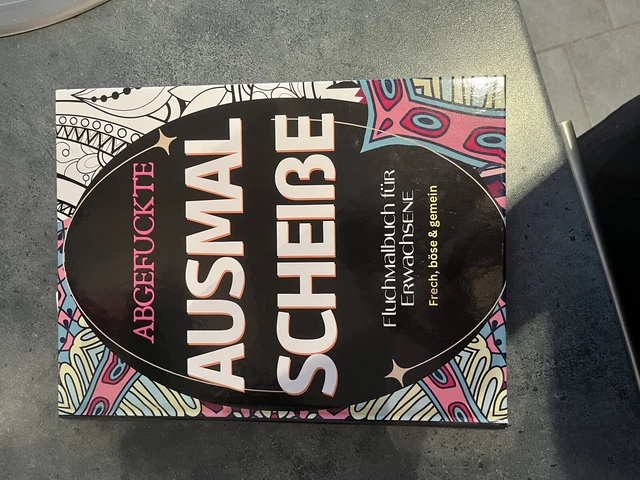 ABGEFUCKTE
AUSMAL
SCHEIßE
Fluchmalbuch für
Erwachsene
Frech, böse & gemein